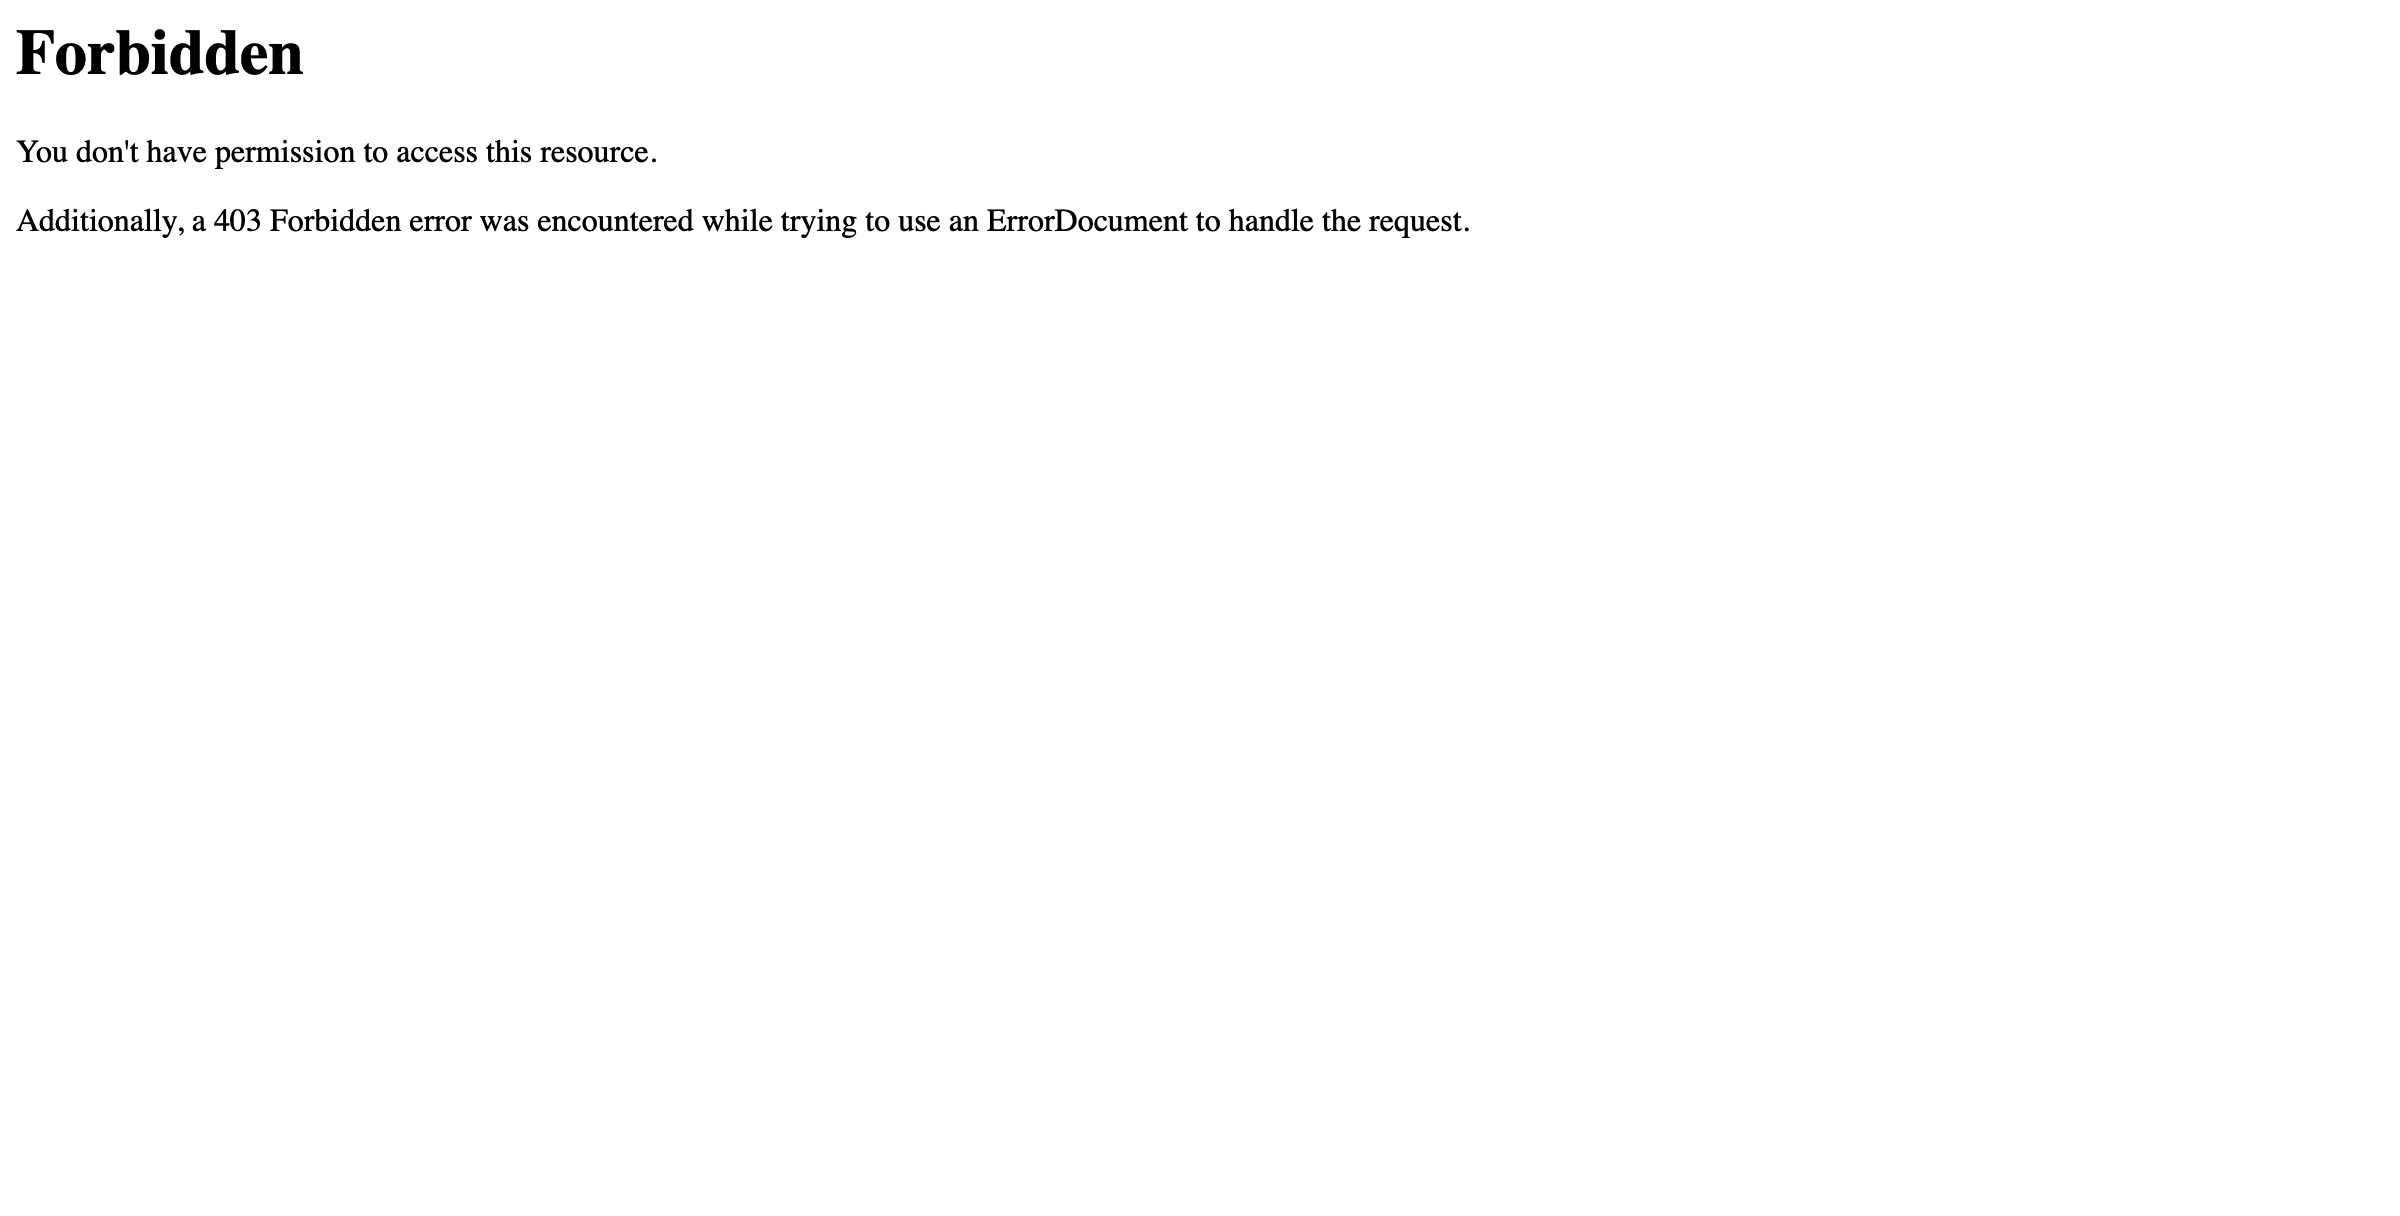 Forbidden
You don't have permission to access this resource.
Additionally, a 403 Forbidden error was encountered while trying to use an ErrorDocument to handle the request.